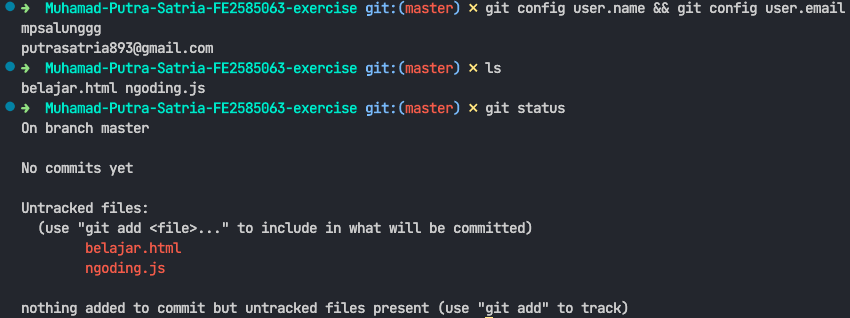 ➜ Muhamad-Putra-Satria-FE2585063-exercise git:(master) ✗ git config user.name && git config user.email
mpsalunggg
putrasatria893@gmail.com
➜ Muhamad-Putra-Satria-FE2585063-exercise git:(master) ✗ ls
belajar.html ngoding.js
➜ Muhamad-Putra-Satria-FE2585063-exercise git:(master) ✗ git status
On branch master
No commits yet
Untracked files:
(use "git add <file>..." to include in what will be committed)
belajar.html
ngoding.js
nothing added to commit but untracked files present (use "git add" to track)